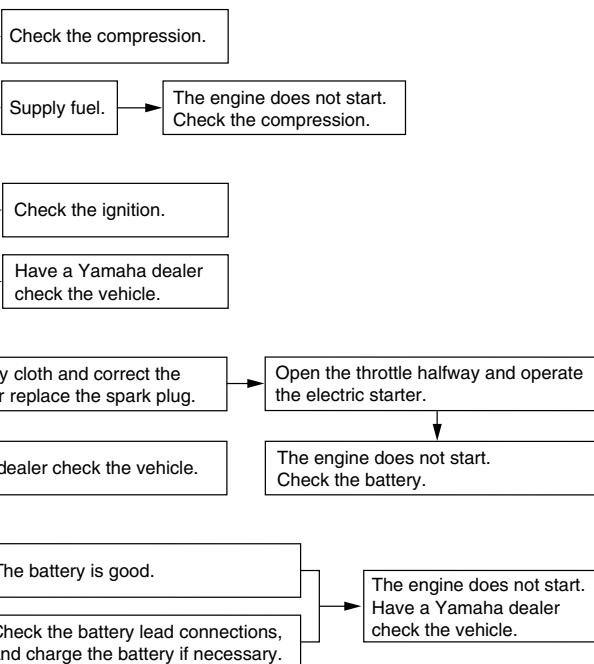 Check the compression.
Supply fuel.
The engine does not start.
Check the compression.
Check the ignition.
Have a Yamaha dealer
check the vehicle.
y cloth and correct the
r replace the spark plug.
Open the throttle halfway and operate
the electric starter.
dealer check the vehicle.
The engine does not start.
Check the battery.
The battery is good.
Check the battery lead connections,
and charge the battery if necessary.
The engine does not start.
Have a Yamaha dealer
check the vehicle.